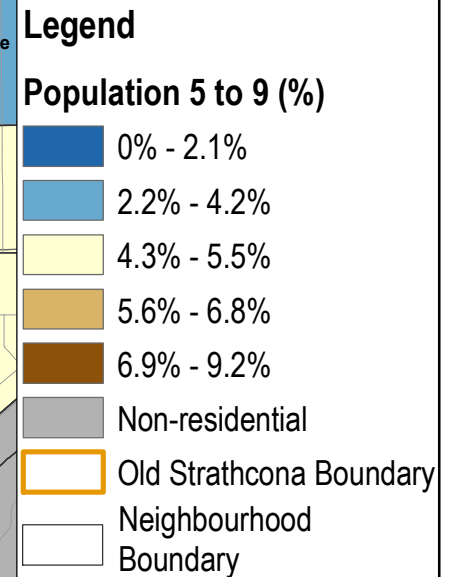 e
Legend
Population 5 to 9 (%)
0% - 2.1%
2.2% - 4.2%
4.3% - 5.5%
5.6% - 6.8%
6.9% - 9.2%
Non-residential
Old Strathcona Boundary
Neighbourhood
Boundary